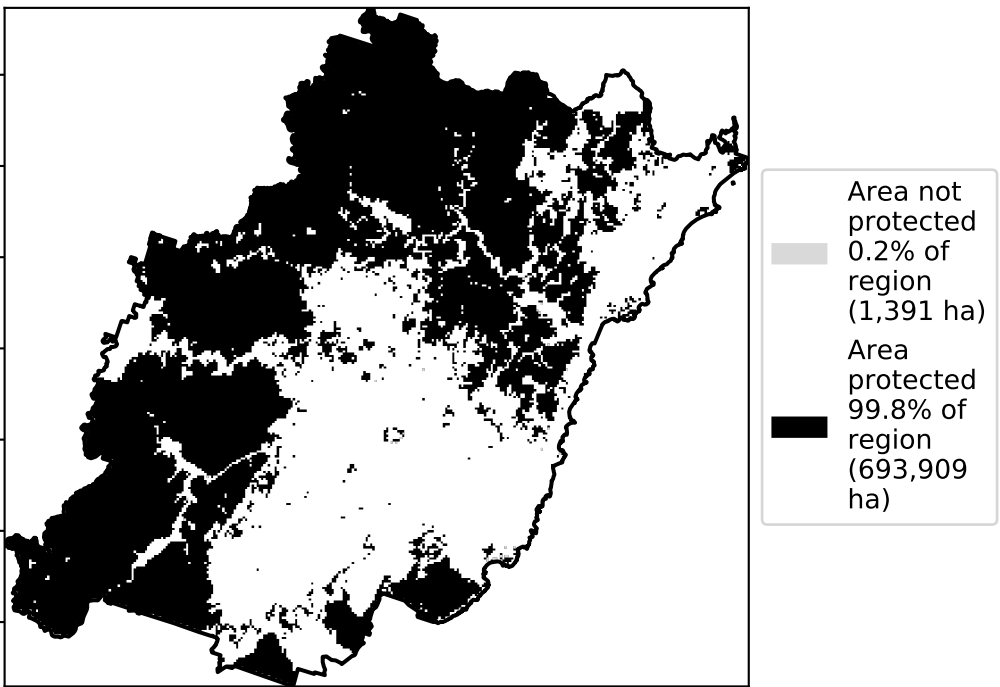 Area not
protected
0.2% of
region
(1,391 ha)
Area
protected
99.8% of
region
(693,909
ha)